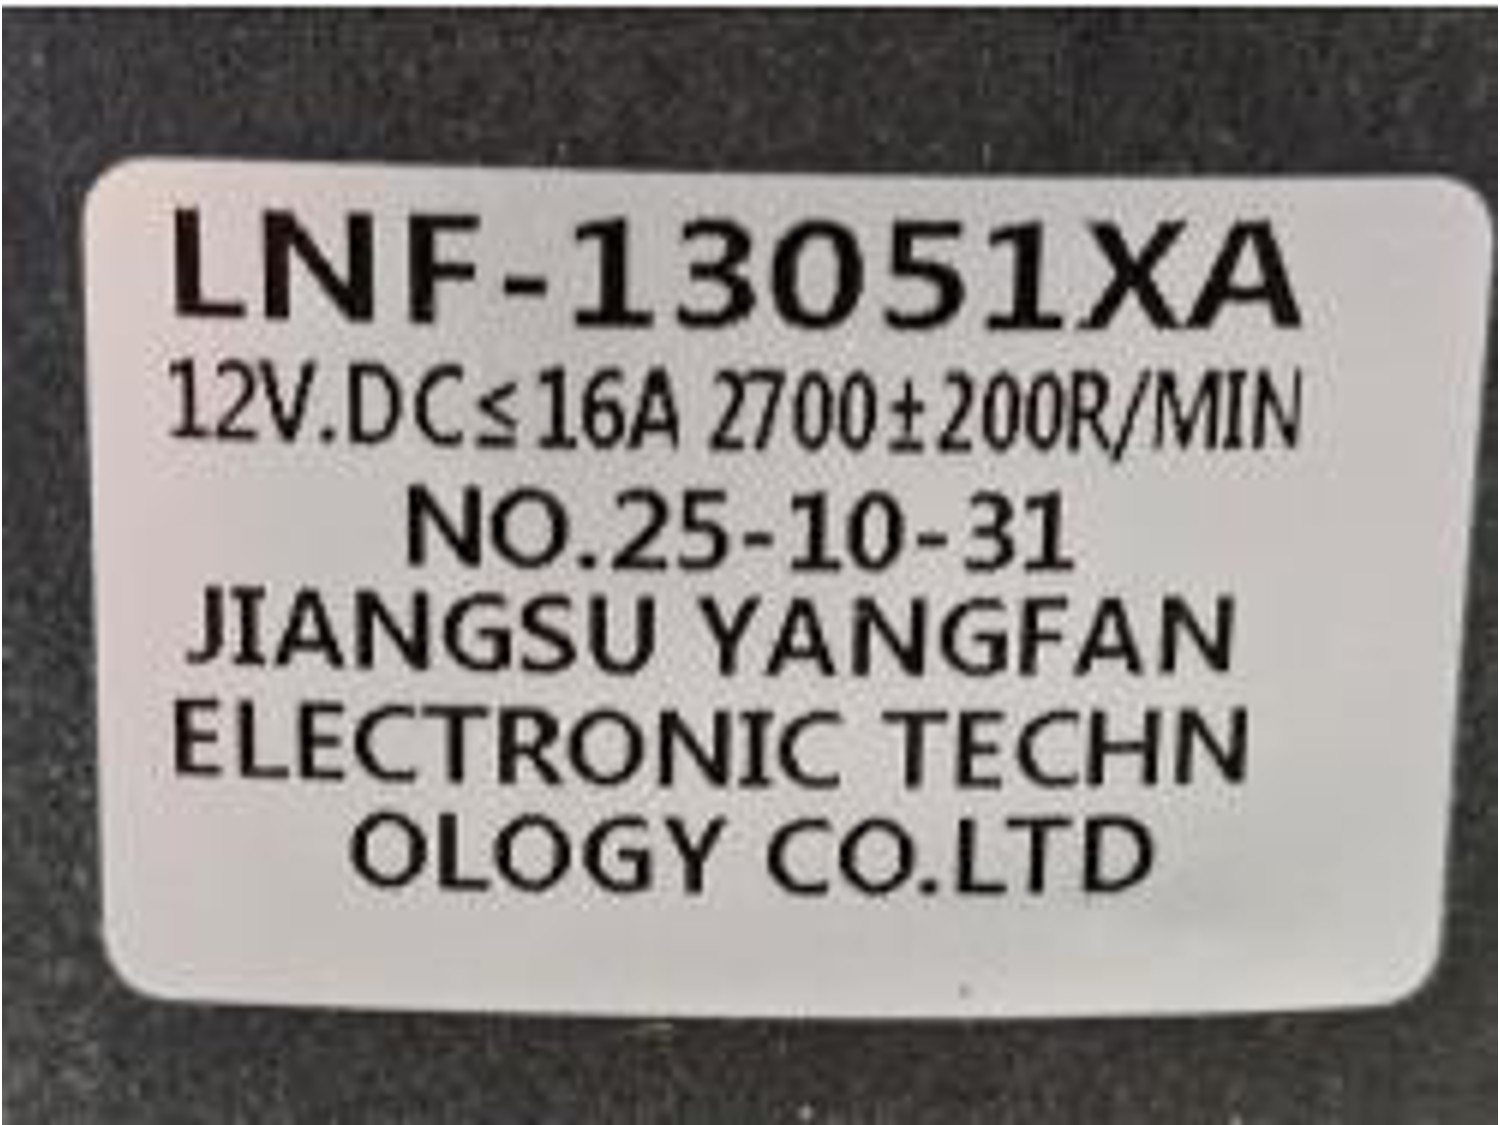 LNF-13051XA
12V.DC≤16A 2700±200R/MIN
NO.25-10-31
JIANGSU YANGFAN
ELECTRONIC TECHN
OLOGY CO.LTD